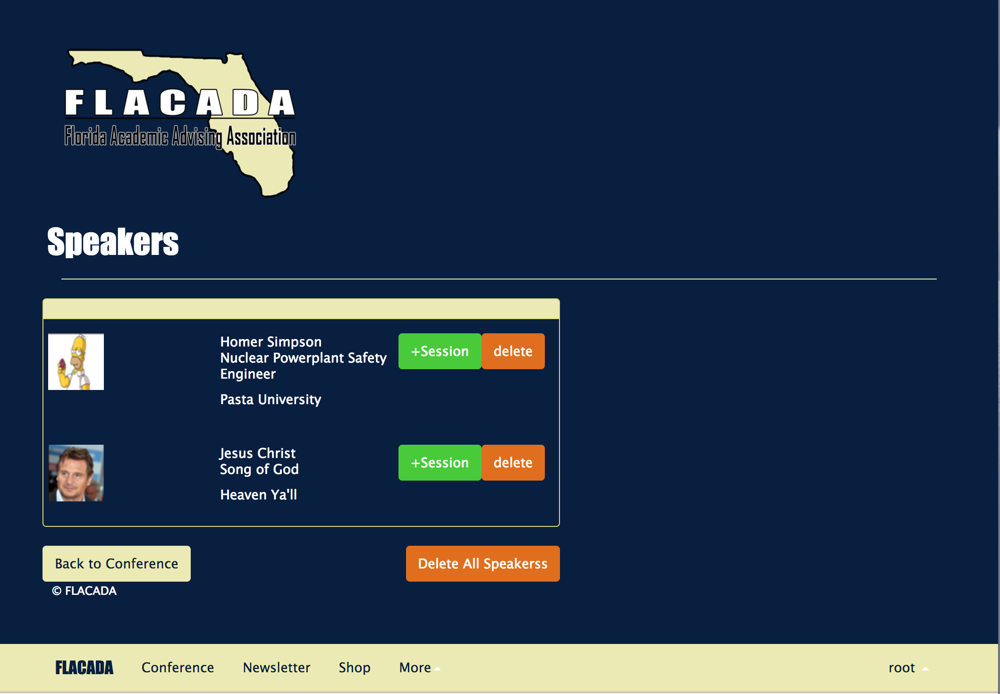 FLACADA
Florida Academic Advising Association
Speakers
Homer Simpson
Nuclear Powerplant Safety
Engineer
Pasta University
+Session
delete
Jesus Christ
Song of God
Heaven Ya'll
+Session
delete
Back to Conference
Delete All Speakerss
© FLACADA
FLACADA
Conference
Newsletter
Shop
More
root